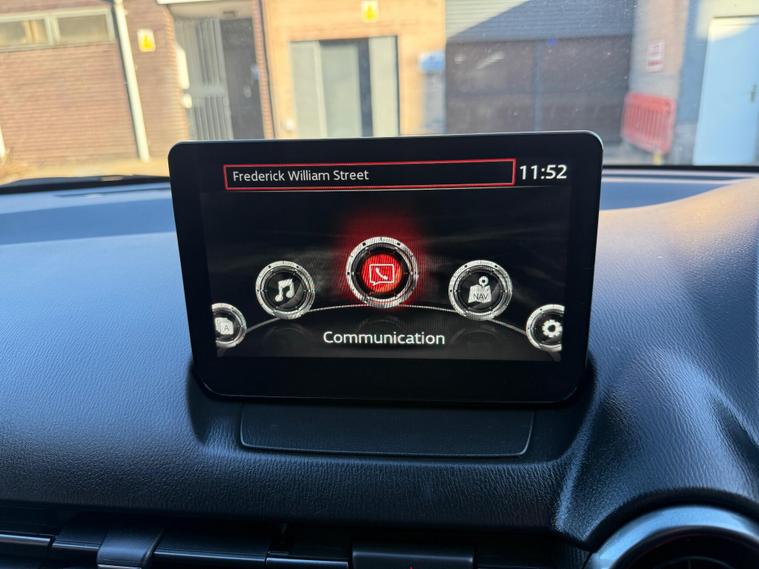 Frederick William Street
11:52
NAV
A
Communication